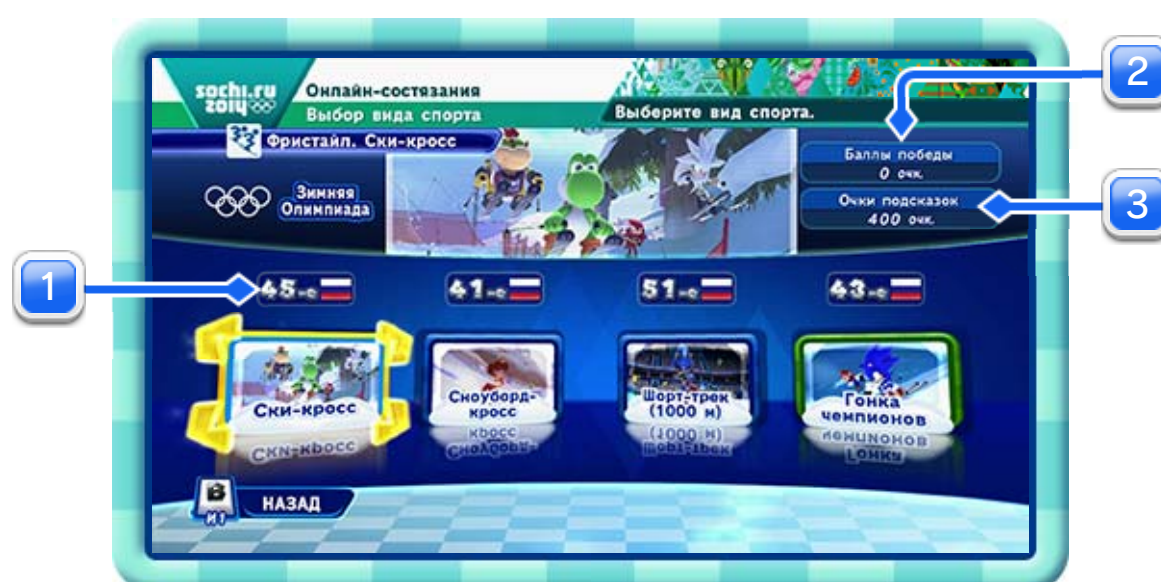 sochi.ru
2014
Онлайн-состязания
Выбор вида спорта
Выберите вид спорта.
Фристайл. Ски-кросс
Зимняя
Олимпиада
Баллы победы
0 очк.
Очки подсказок
400 очк.
1
2
3
45-е
41-е
51-е
43-е
Ски-кросс
Сноуборд-
кросс
Шорт-трек
(1000 м)
Гонка
чемпионов
B
И1
НАЗАД